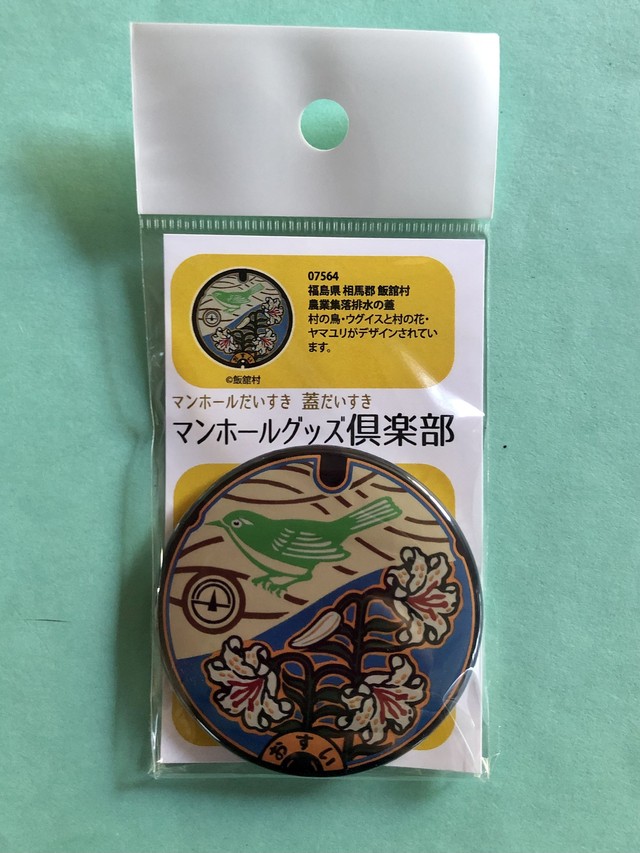 07564
福島県 相馬郡 飯舘村
農業集落排水の蓋
村の鳥・ウグイスと村の花・
ヤマユリがデザインされてい
ます。
©飯舘村
マンホールだいすき 蓋だいすき
マンホールグッズ倶楽部
おすい